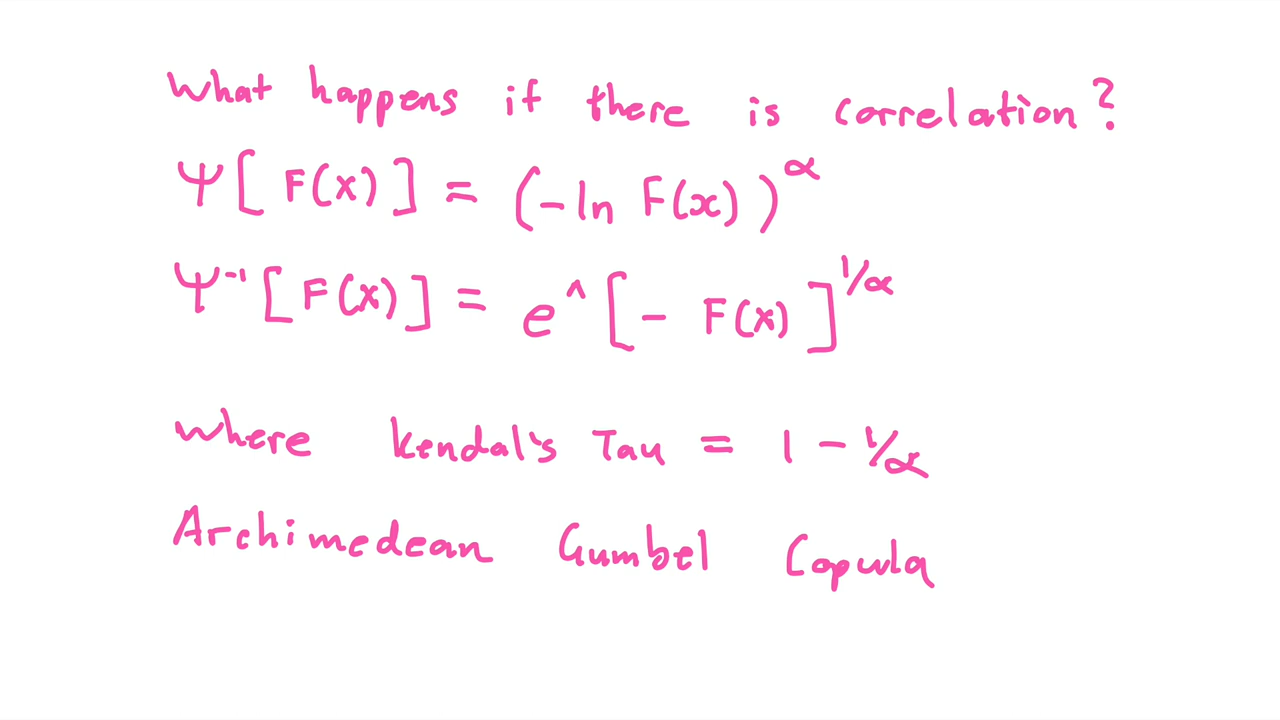 What happens if there is correlation?
Ψ[F(x)] = (-ln F(x))^α
Ψ⁻¹[F(x)] = e^[- F(x)]^1/α
where Kendal's Tau = 1 - 1/α
Archimedean Gumbel Copula